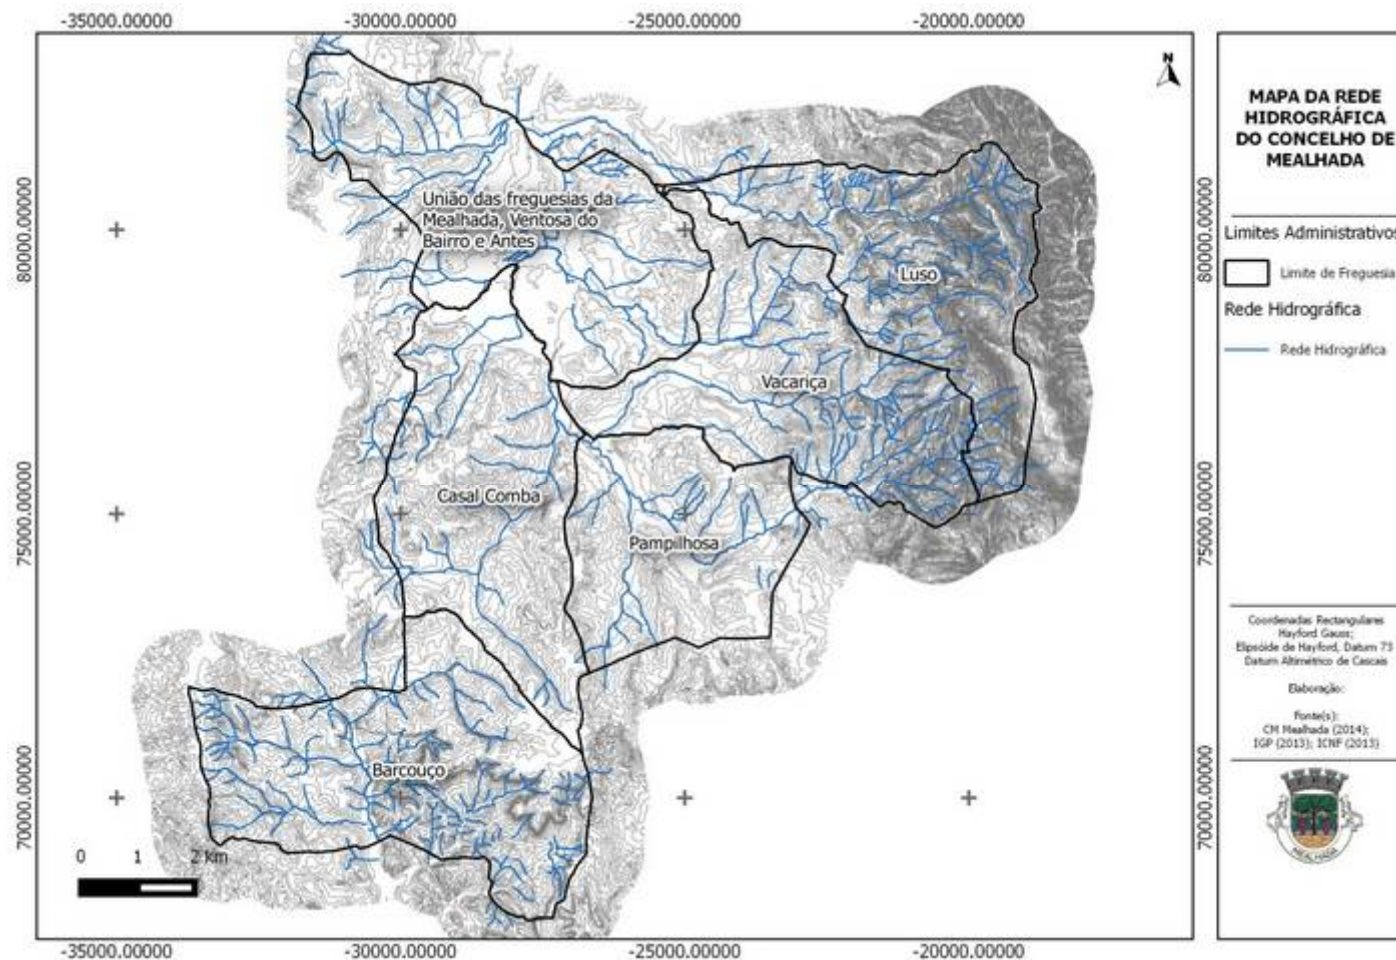 -35000.00000 -30000.00000 -25000.00000 -20000.00000
N
MAPA DA REDE
HIDROGRÁFICA
DO CONCELHO DE
MEALHADA
80000.00000
80000.00000
União das freguesias da
Mealhada, Ventosa do
Bairro e Antes
Limites Administrativos
Luso
Limite de Freguesia
Rede Hidrográfica
Rede Hidrográfica
Vacariça
75000.00000
75000.00000
Casal Comba
Pampilhosa
Coordenadas Rectangulares
Hayford Gauss;
Elipsóide de Hayford, Datum 73
Datum Altimétrico de Cascais
Elaboração:
Fonte(s):
CM Mealhada (2014);
IGP (2013); ICNF (2013)
70000.00000
70000.00000
Barcouço
0 1 2 km
MEALHADA
-35000.00000 -30000.00000 -25000.00000 -20000.00000